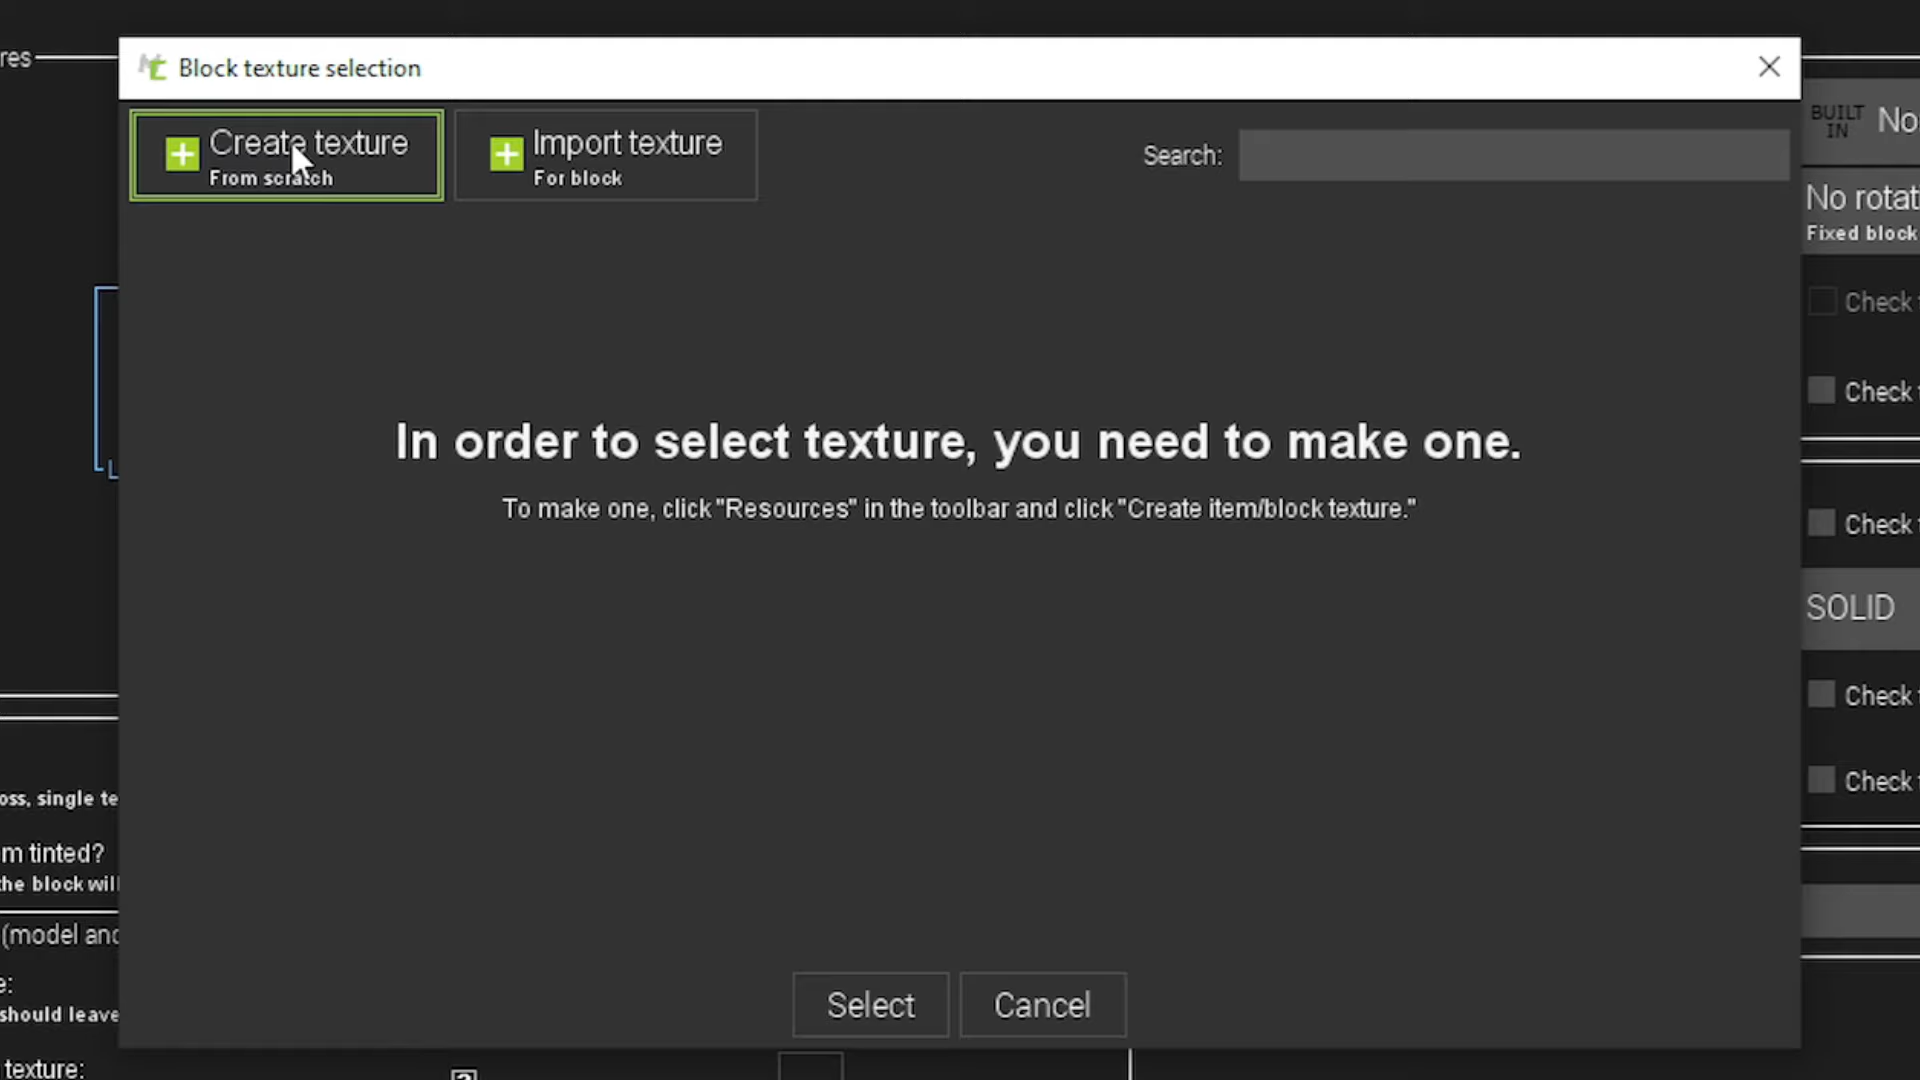 res
Block texture selection
Create texture
From scratch
Import texture
For block
Search:
BUILT
IN
No
No rotat
Fixed block
Check t
Check t
In order to select texture, you need to make one.
To make one, click "Resources" in the toolbar and click "Create item/block texture."
Check t
SOLID
Check t
Check t
oss, single te
m tinted?
the block will
(model and
e:
should leave
Select
Cancel
texture:
?